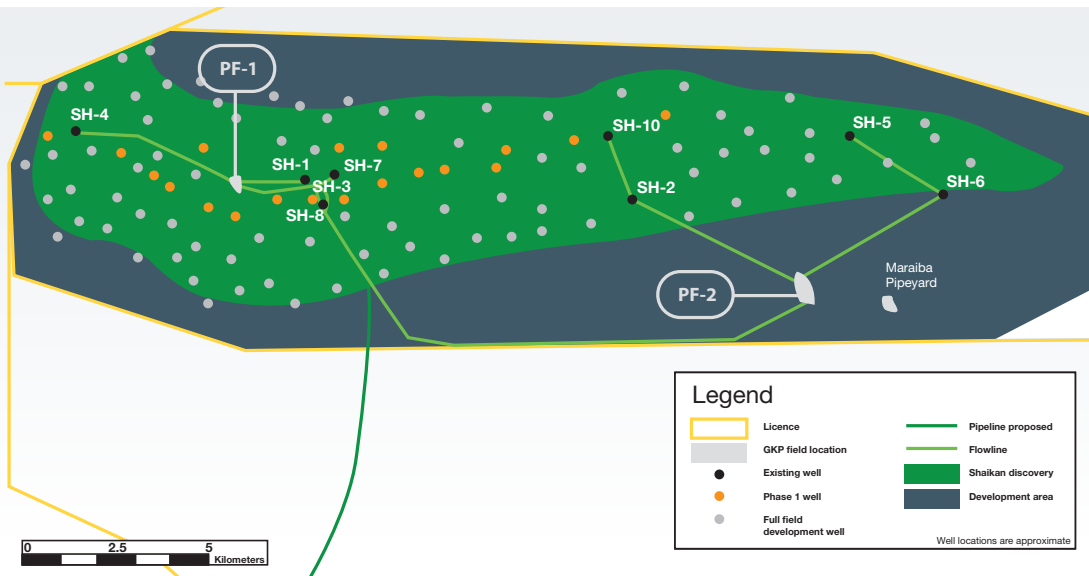 PF-1
SH-4
SH-10
SH-5
SH-1
SH-7
SH-3
SH-8
SH-2
SH-6
PF-2
Maraiba
Pipeyard
Legend
Licence
GKP field location
Existing well
Phase 1 well
Full field
development well
Pipeline proposed
Flowline
Shaikan discovery
Development area
Well locations are approximate
0 2.5 5
Kilometers